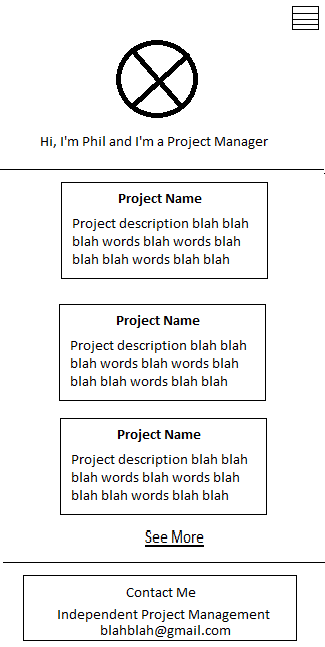 Hi, I'm Phil and I'm a Project Manager
Project Name
Project description blah blah
blah words blah words blah
blah blah words blah blah
Project Name
Project description blah blah
blah words blah words blah
blah blah words blah blah
Project Name
Project description blah blah
blah words blah words blah
blah blah words blah blah
See More
Contact Me
Independent Project Management
blahblah@gmail.com